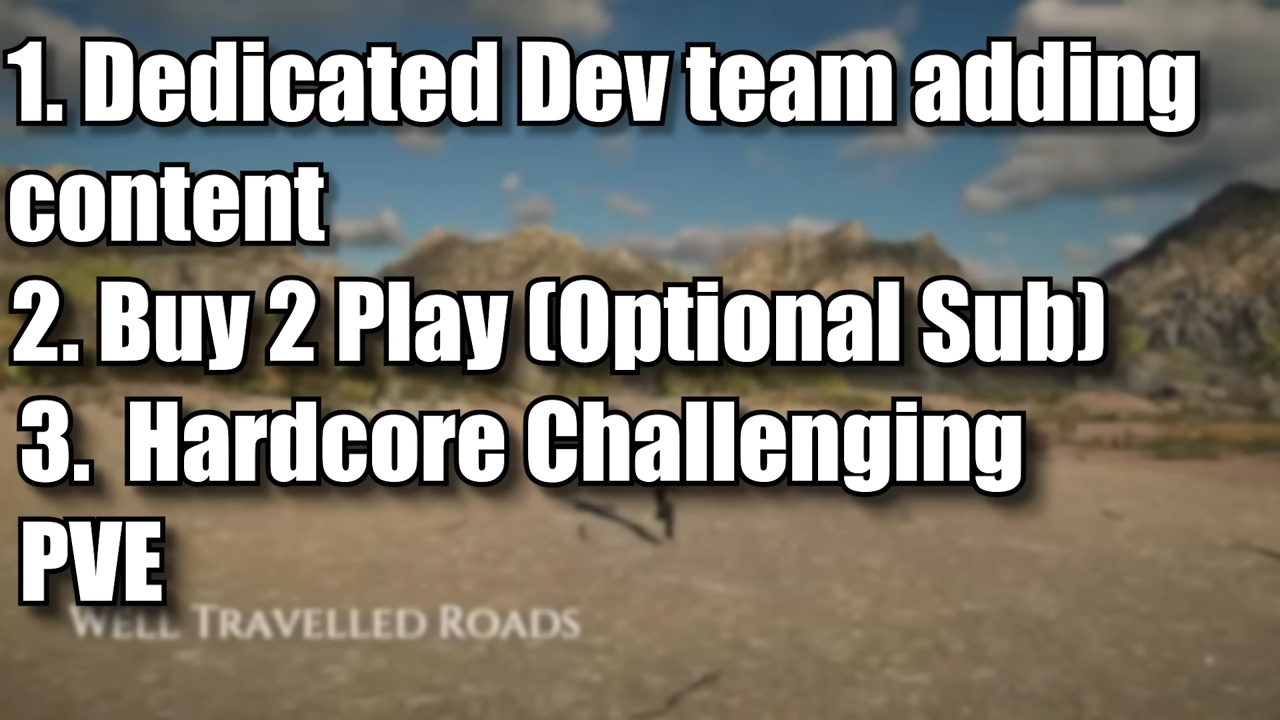 1. Dedicated Dev team adding
content
2. Buy 2 Play (Optional Sub)
3. Hardcore Challenging
PVE
WELL TRAVELLED ROADS